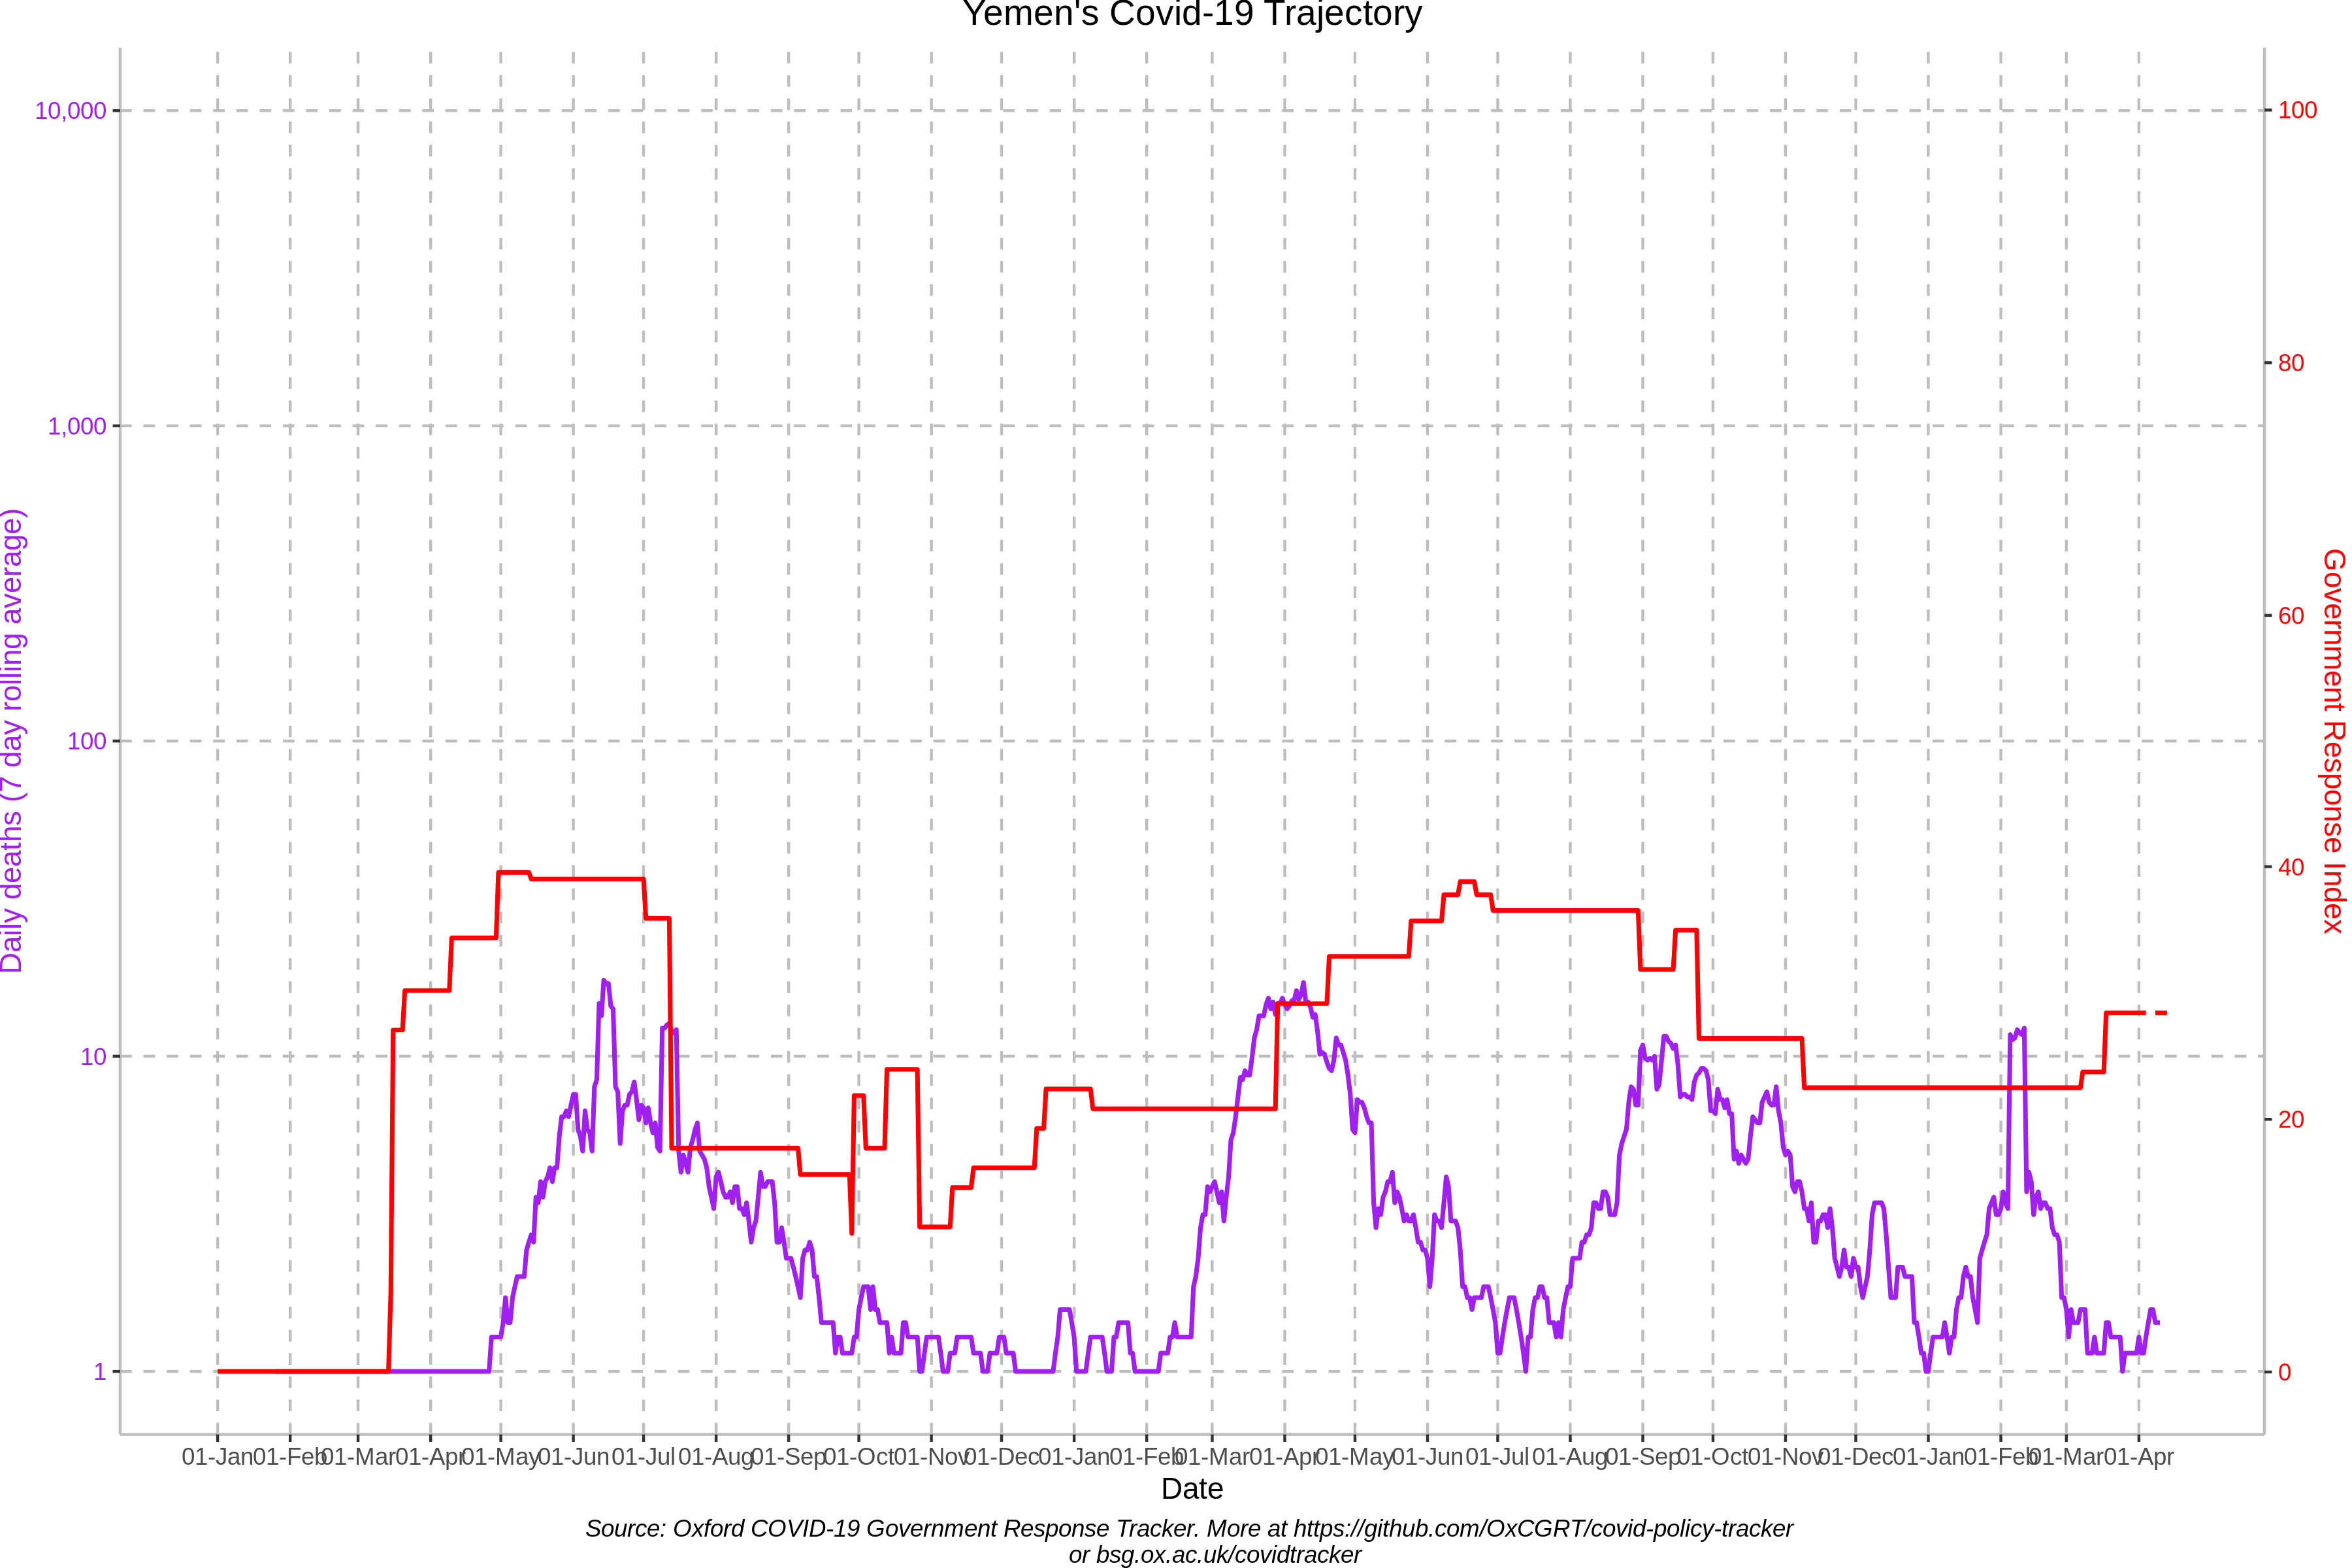 Yemen's Covid-19 Trajectory
10,000
1,000
100
10
1
Daily deaths (7 day rolling average)
100
80
60
40
20
0
Government Response Index
01-Jan 01-Feb 01-Mar 01-Apr 01-May 01-Jun 01-Jul 01-Aug 01-Sep 01-Oct 01-Nov 01-Dec 01-Jan 01-Feb 01-Mar 01-Apr 01-May 01-Jun 01-Jul 01-Aug 01-Sep 01-Oct 01-Nov 01-Dec 01-Jan 01-Feb 01-Mar 01-Apr
Date
Source: Oxford COVID-19 Government Response Tracker. More at https://github.com/OxCGRT/covid-policy-tracker
or bsg.ox.ac.uk/covidtracker